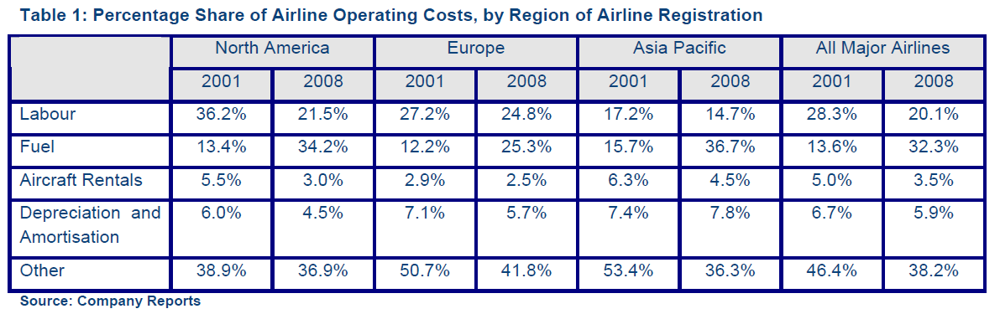 Table 1: Percentage Share of Airline Operating Costs, by Region of Airline Registration
North America Europe Asia Pacific All Major Airlines
2001 2008 2001 2008 2001 2008 2001 2008
Labour 36.2% 21.5% 27.2% 24.8% 17.2% 14.7% 28.3% 20.1%
Fuel 13.4% 34.2% 12.2% 25.3% 15.7% 36.7% 13.6% 32.3%
Aircraft Rentals 5.5% 3.0% 2.9% 2.5% 6.3% 4.5% 5.0% 3.5%
Depreciation and 6.0% 4.5% 7.1% 5.7% 7.4% 7.8% 6.7% 5.9%
Amortisation
Other 38.9% 36.9% 50.7% 41.8% 53.4% 36.3% 46.4% 38.2%
Source: Company Reports